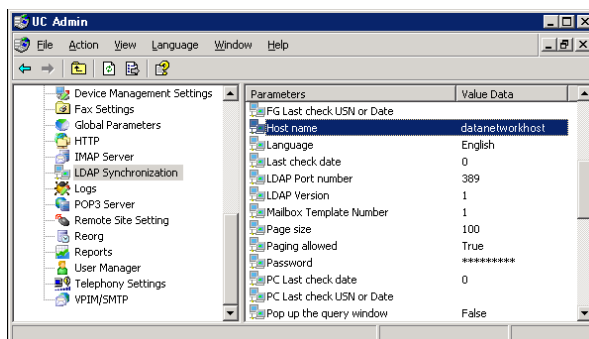 UC Admin
File Action View Language Window Help
Device Management Settings
Fax Settings
Global Parameters
HTTP
IMAP Server
LDAP Synchronization
Logs
POP3 Server
Remote Site Setting
Reorg
Reports
User Manager
Telephony Settings
VPIM/SMTP
Parameters Value Data
FG Last check USN or Date
Host name datanetworkhost
Language English
Last check date 0
LDAP Port number 389
LDAP Version 1
Mailbox Template Number 1
Page size 100
Paging allowed True
Password *********
PC Last check date 0
PC Last check USN or Date
Pop up the query window False